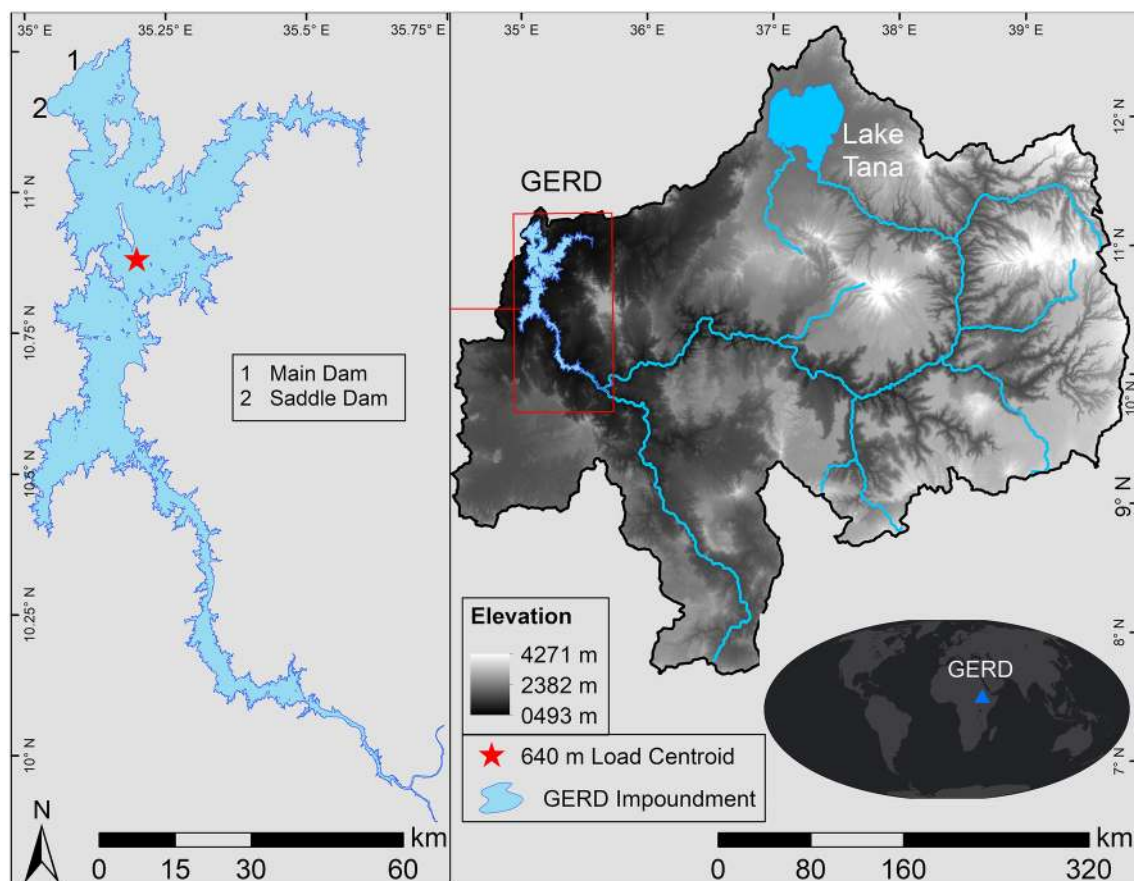 35° E
35.25° E
35.5° E
35.75° E
1
2
11° N
10.75° N
10.5° N
10.25° N
10° N
1 Main Dam
2 Saddle Dam
N
km
0 15 30 60
35° E
36° E
37° E
38° E
39° E
12° N
11° N
10° N
9° N
8° N
7° N
Lake
Tana
GERD
Elevation
4271 m
2382 m
0493 m
640 m Load Centroid
GERD Impoundment
GERD
km
0 80 160 320